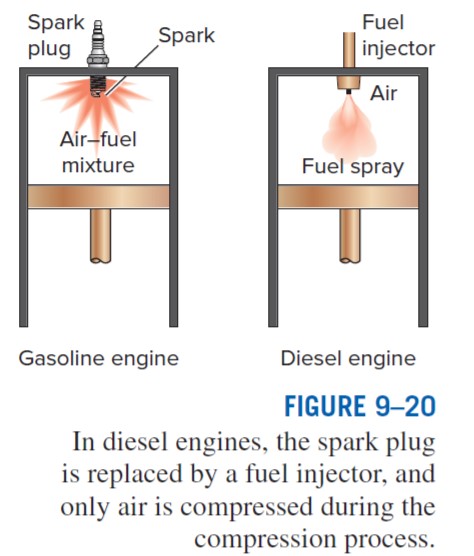 Spark
plug
Spark
Air–fuel
mixture
Gasoline engine
Fuel
injector
Air
Fuel spray
Diesel engine
FIGURE 9–20
In diesel engines, the spark plug
is replaced by a fuel injector, and
only air is compressed during the
compression process.